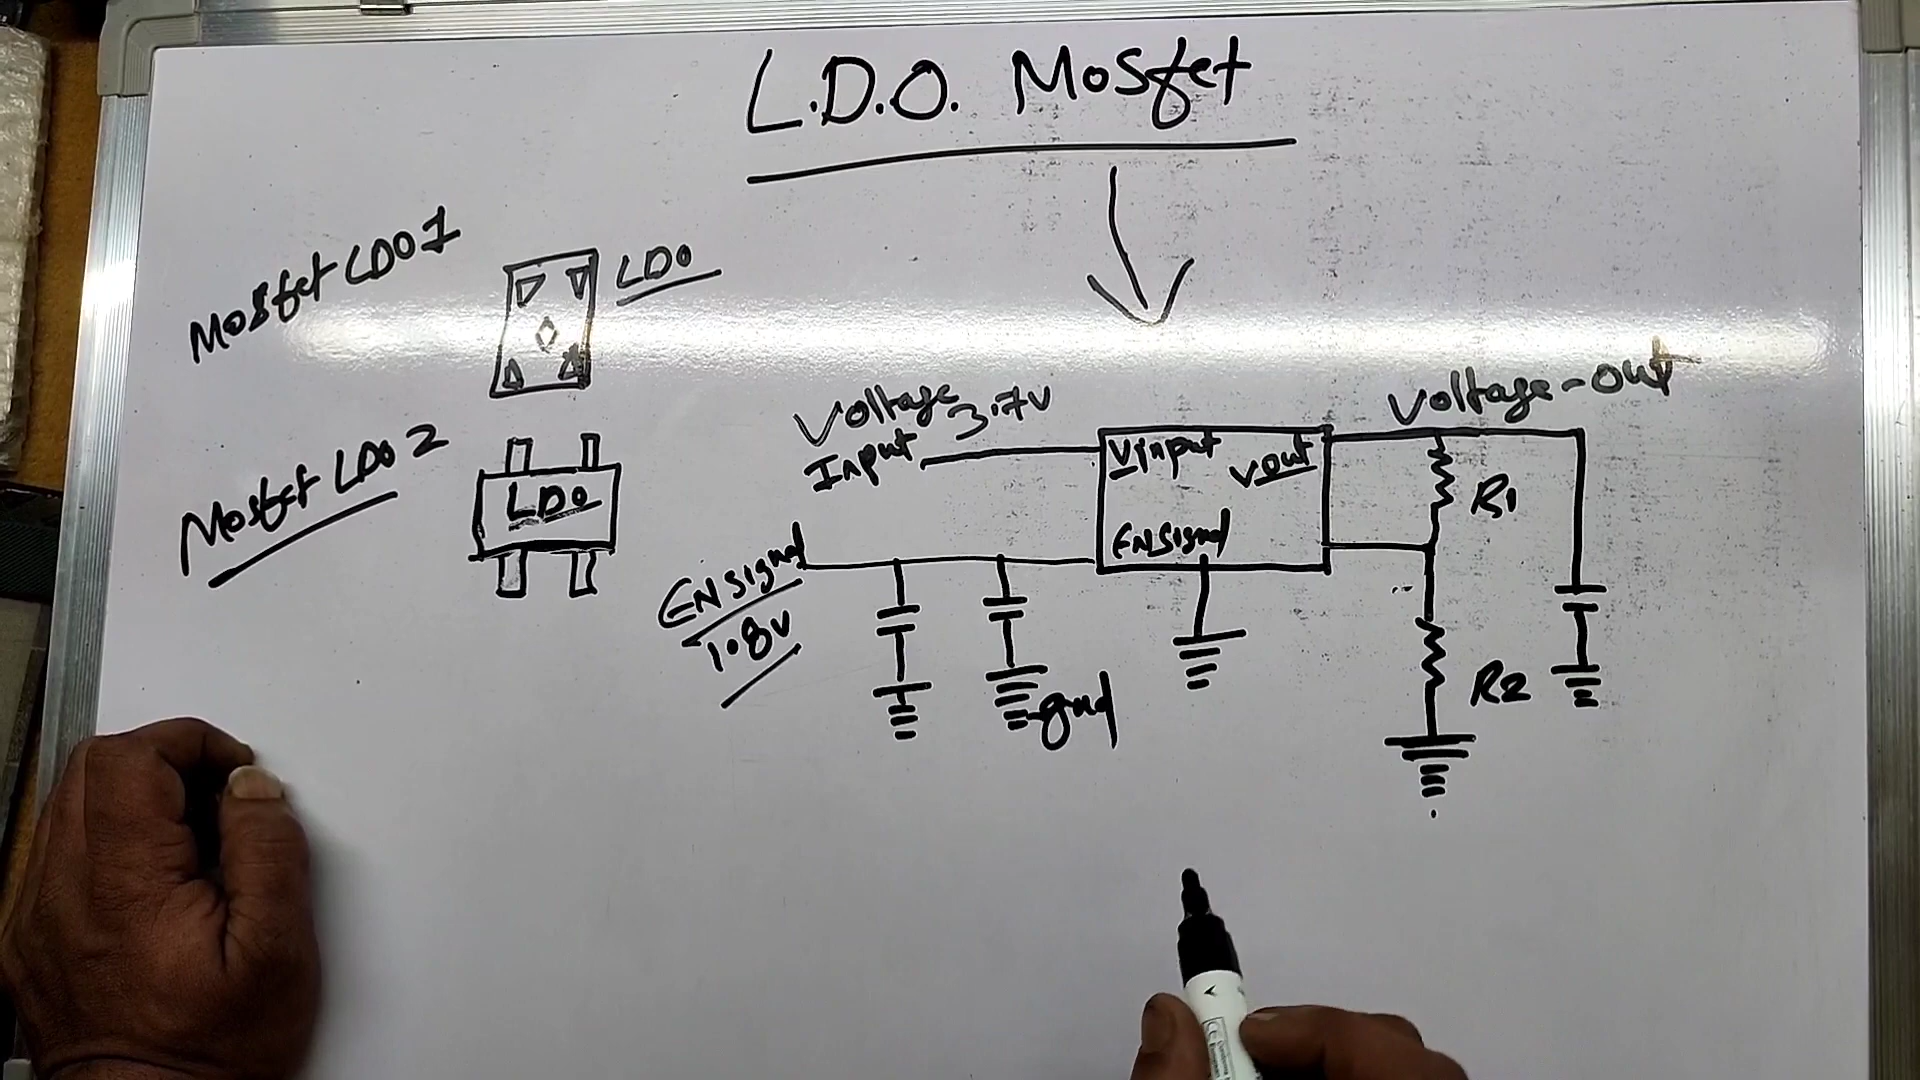 L.D.O. Mosfet
Mosfet LDO 1
LDO
Mosfet LDO 2
LDO
Voltage 3.7V
Input
Vinput
Vout
EN Signal
Voltage-out
R1
R2
EN Signal
1.8V
gnd